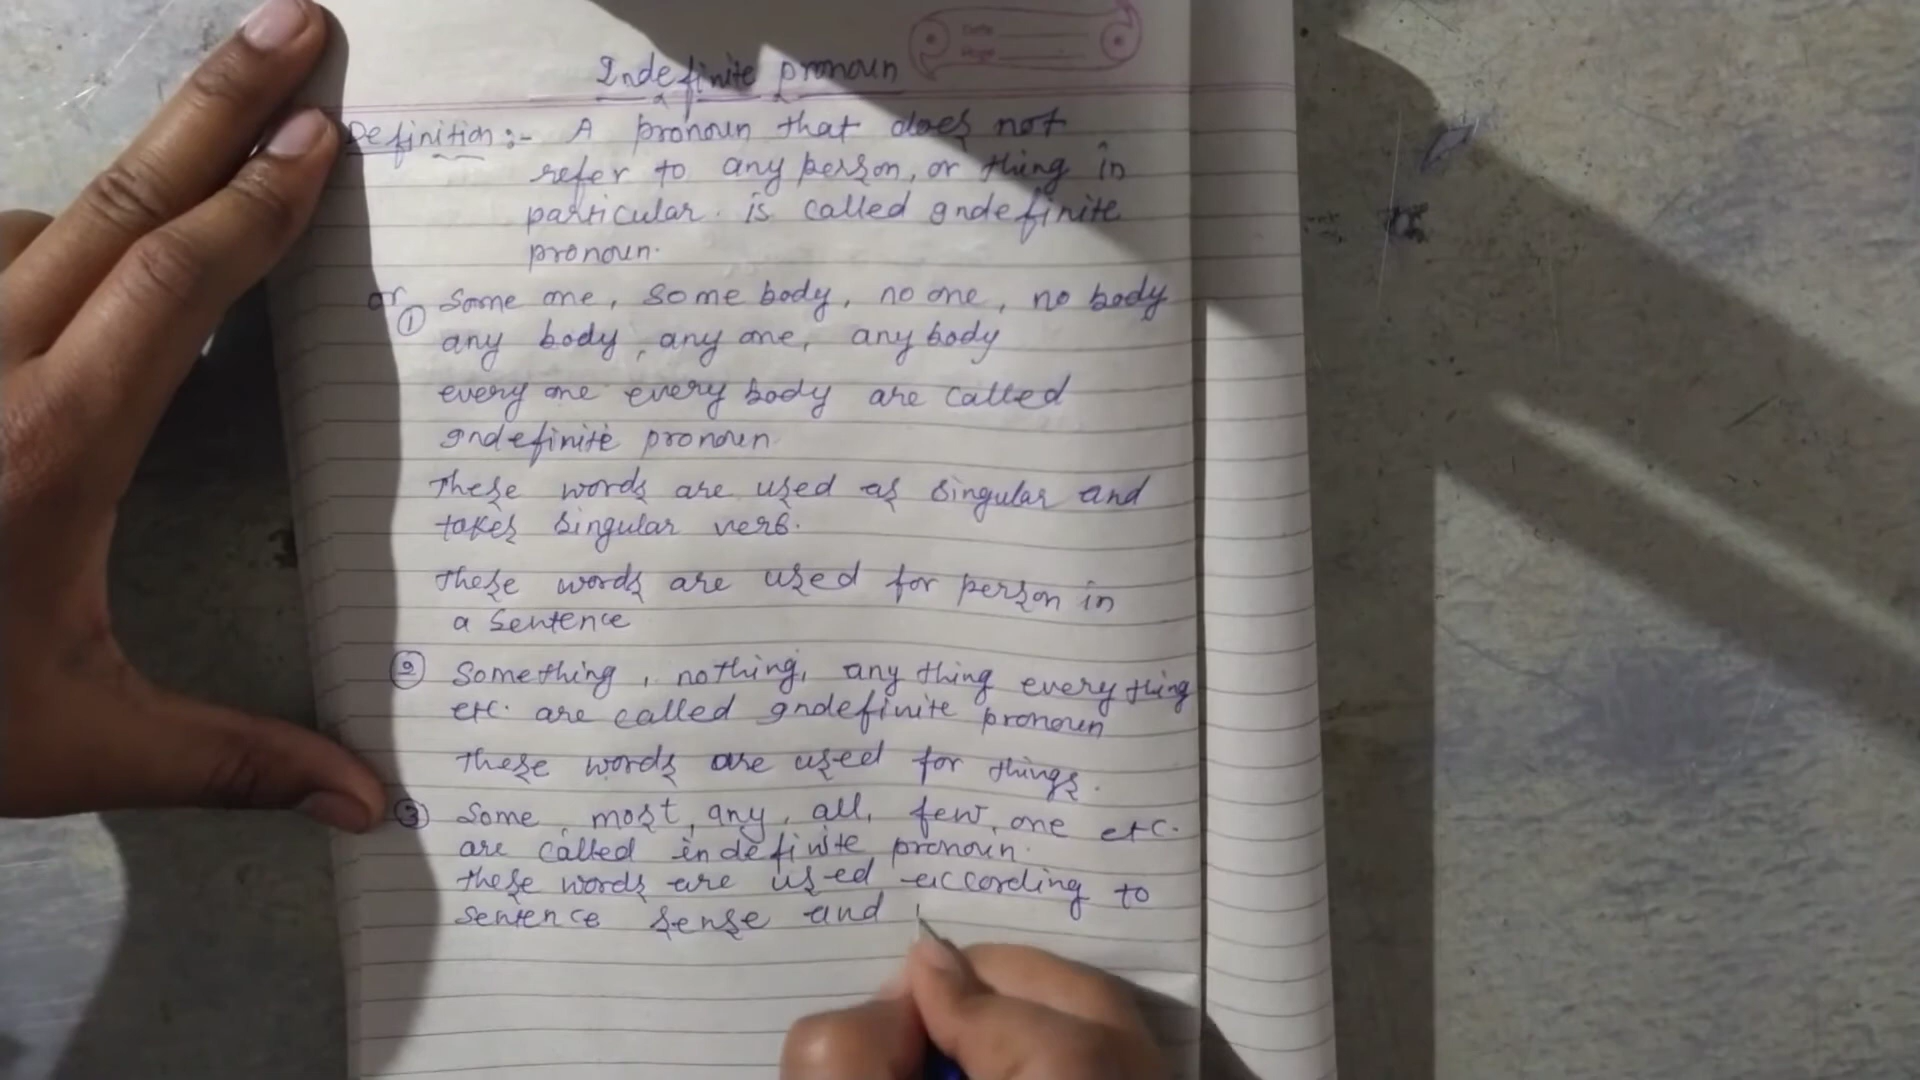 Date
Page
Indefinite pronoun
Definition :- A pronoun that does not
refer to any person, or thing in
particular. is called indefinite
pronoun.
or ① Some one, some body, no one, no body
any body, any one, any body
every one every body are called
indefinite pronoun
These words are used as singular and
takes singular verb.
these words are used for person in
a sentence
② Something, nothing, any thing every thing
etc. are called indefinite pronoun
these words are used for things.
③ Some, most, any, all, few, one etc.
are called indefinite pronoun.
these words are used according to
sentence sense and